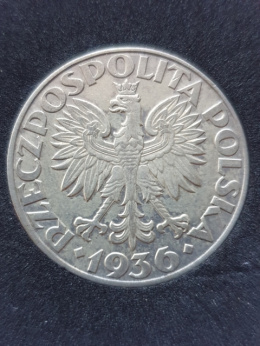 RZECZPOSPOLITA POLSKA
· 1936 ·